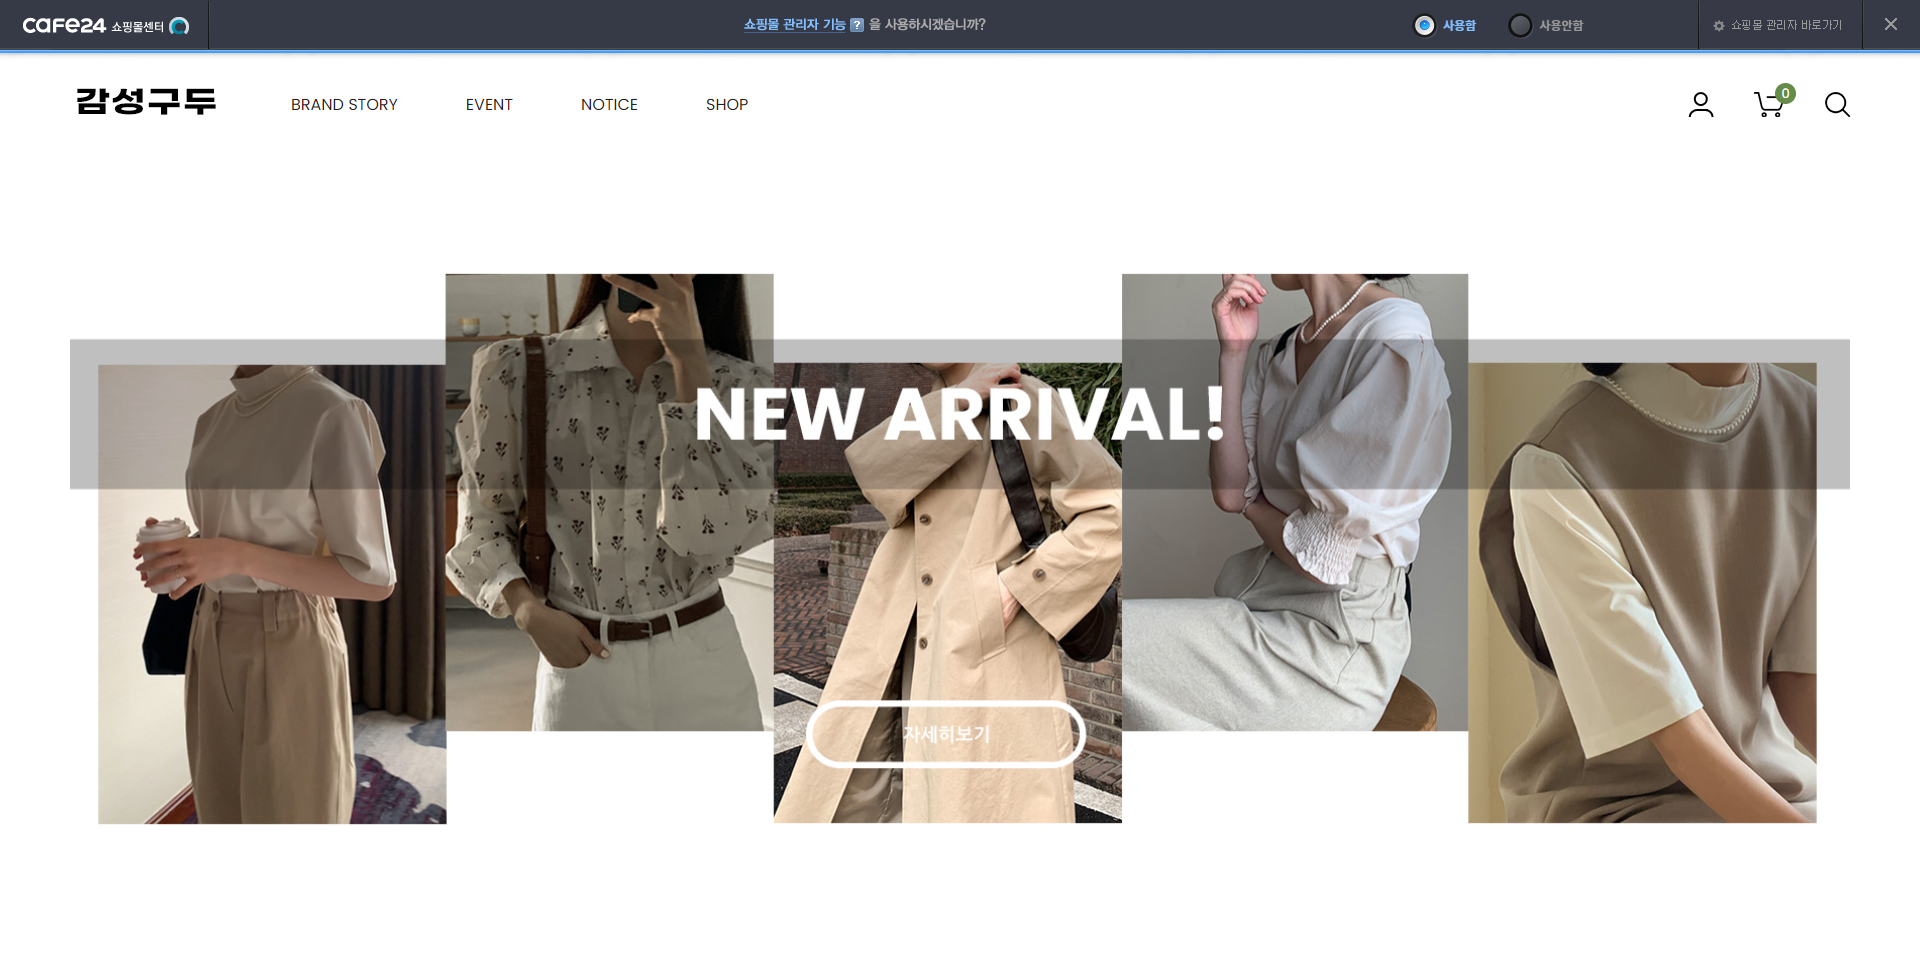 cafe24 쇼핑몰센터
쇼핑몰 관리자 기능 ? 을 사용하시겠습니까?
사용함
사용안함
쇼핑몰 관리자 바로가기
감성구두
BRAND STORY
EVENT
NOTICE
SHOP
0
NEW ARRIVAL!
자세히보기